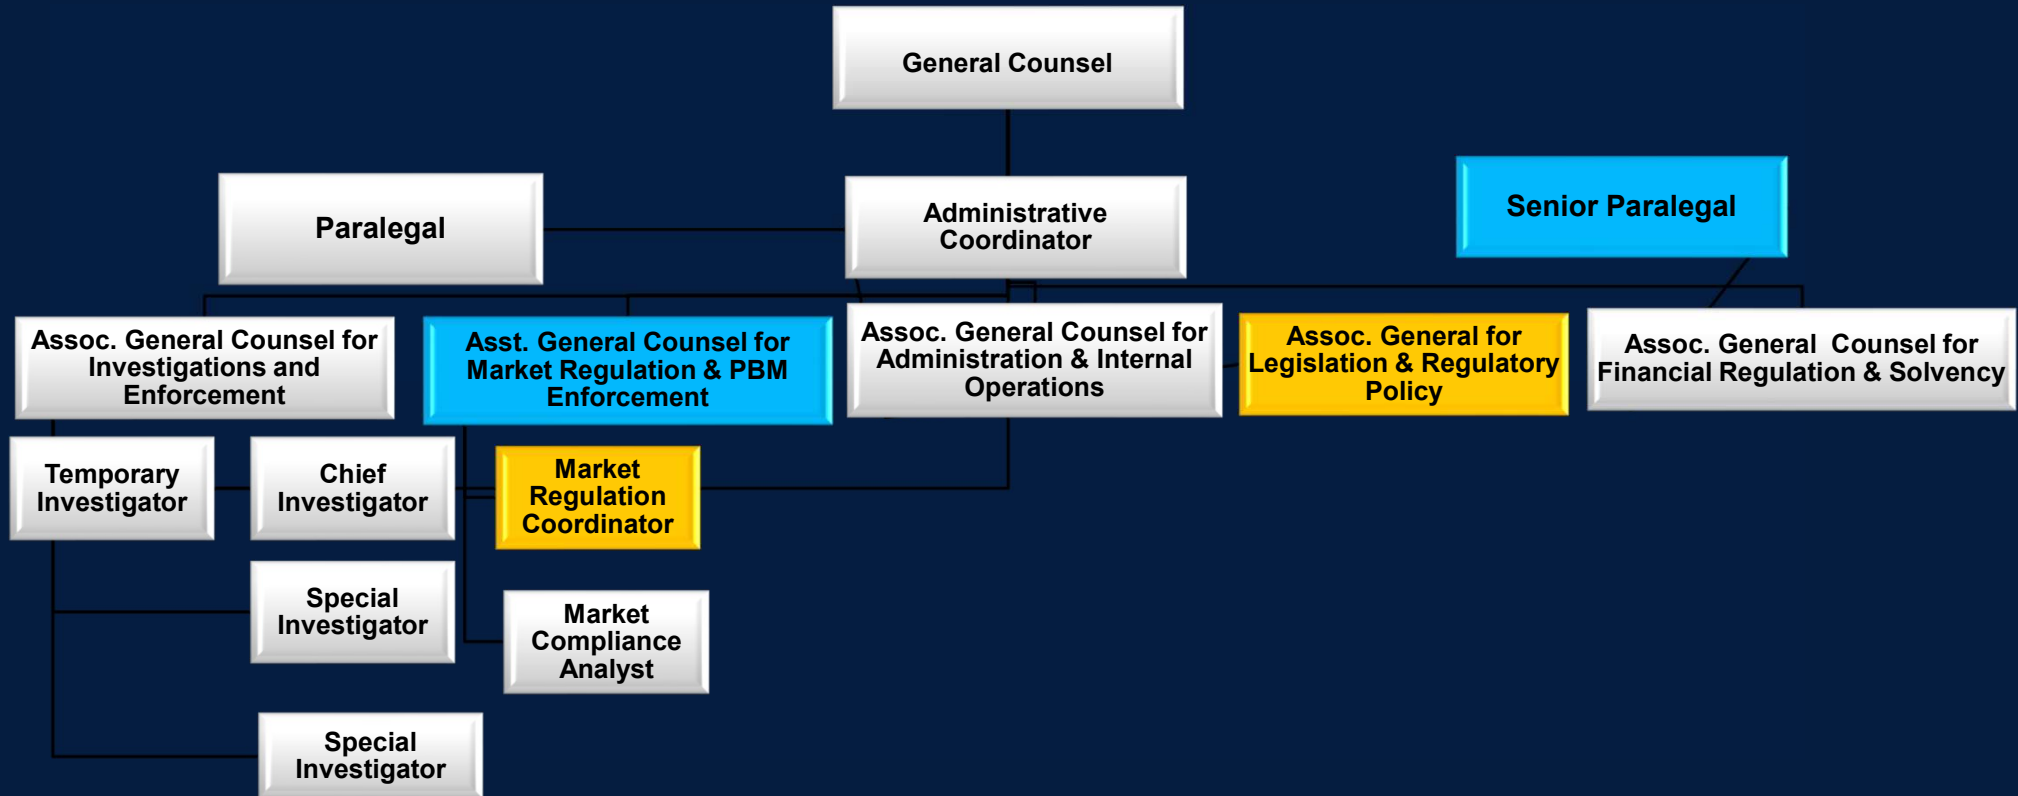 General Counsel
Paralegal
Administrative
Coordinator
Senior Paralegal
Assoc. General Counsel for
Investigations and
Enforcement
Asst. General Counsel for
Market Regulation & PBM
Enforcement
Assoc. General Counsel for
Administration & Internal
Operations
Assoc. General for
Legislation & Regulatory
Policy
Assoc. General Counsel for
Financial Regulation & Solvency
Temporary
Investigator
Chief
Investigator
Market
Regulation
Coordinator
Special
Investigator
Market
Compliance
Analyst
Special
Investigator